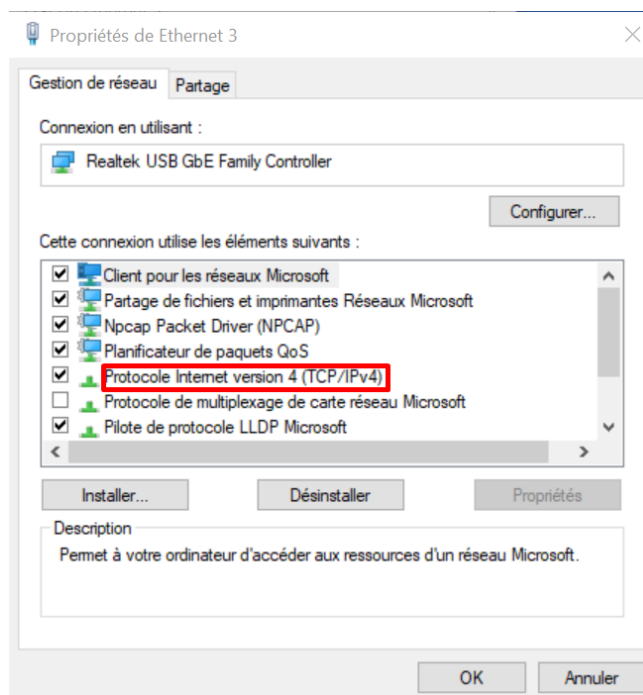 Propriétés de Ethernet 3
Gestion de réseau Partage
Connexion en utilisant :
Realtek USB GbE Family Controller
Configurer...
Cette connexion utilise les éléments suivants :
Client pour les réseaux Microsoft
Partage de fichiers et imprimantes Réseaux Microsoft
Npcap Packet Driver (NPCAP)
Planificateur de paquets QoS
Protocole Internet version 4 (TCP/IPv4)
Protocole de multiplexage de carte réseau Microsoft
Pilote de protocole LLDP Microsoft
Installer... Désinstaller Propriétés
Description
Permet à votre ordinateur d'accéder aux ressources d'un réseau Microsoft.
OK Annuler